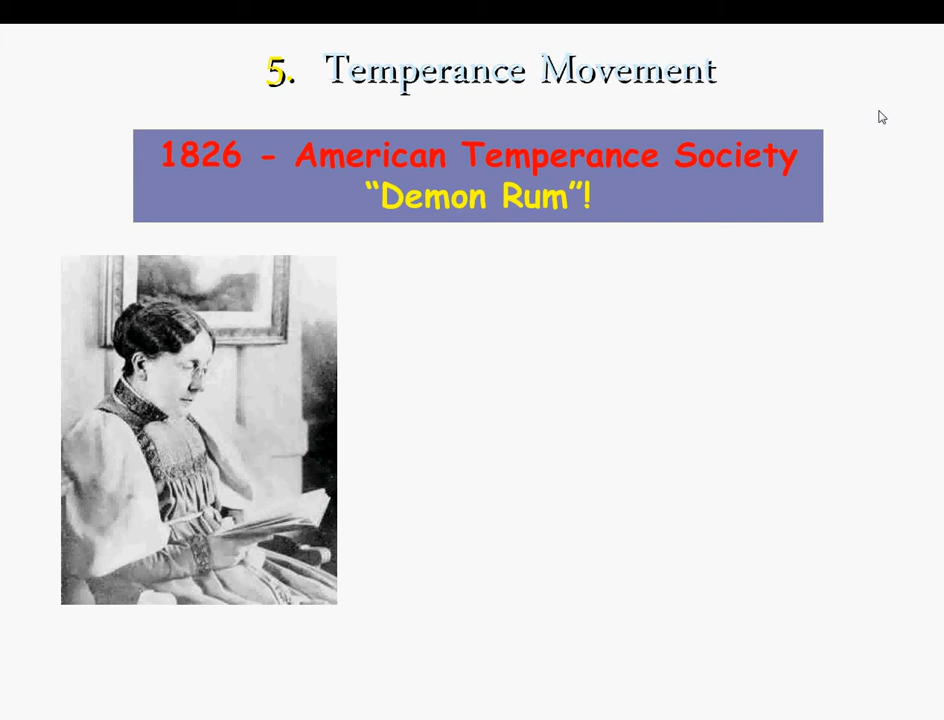 5. Temperance Movement
1826 - American Temperance Society
“Demon Rum”!